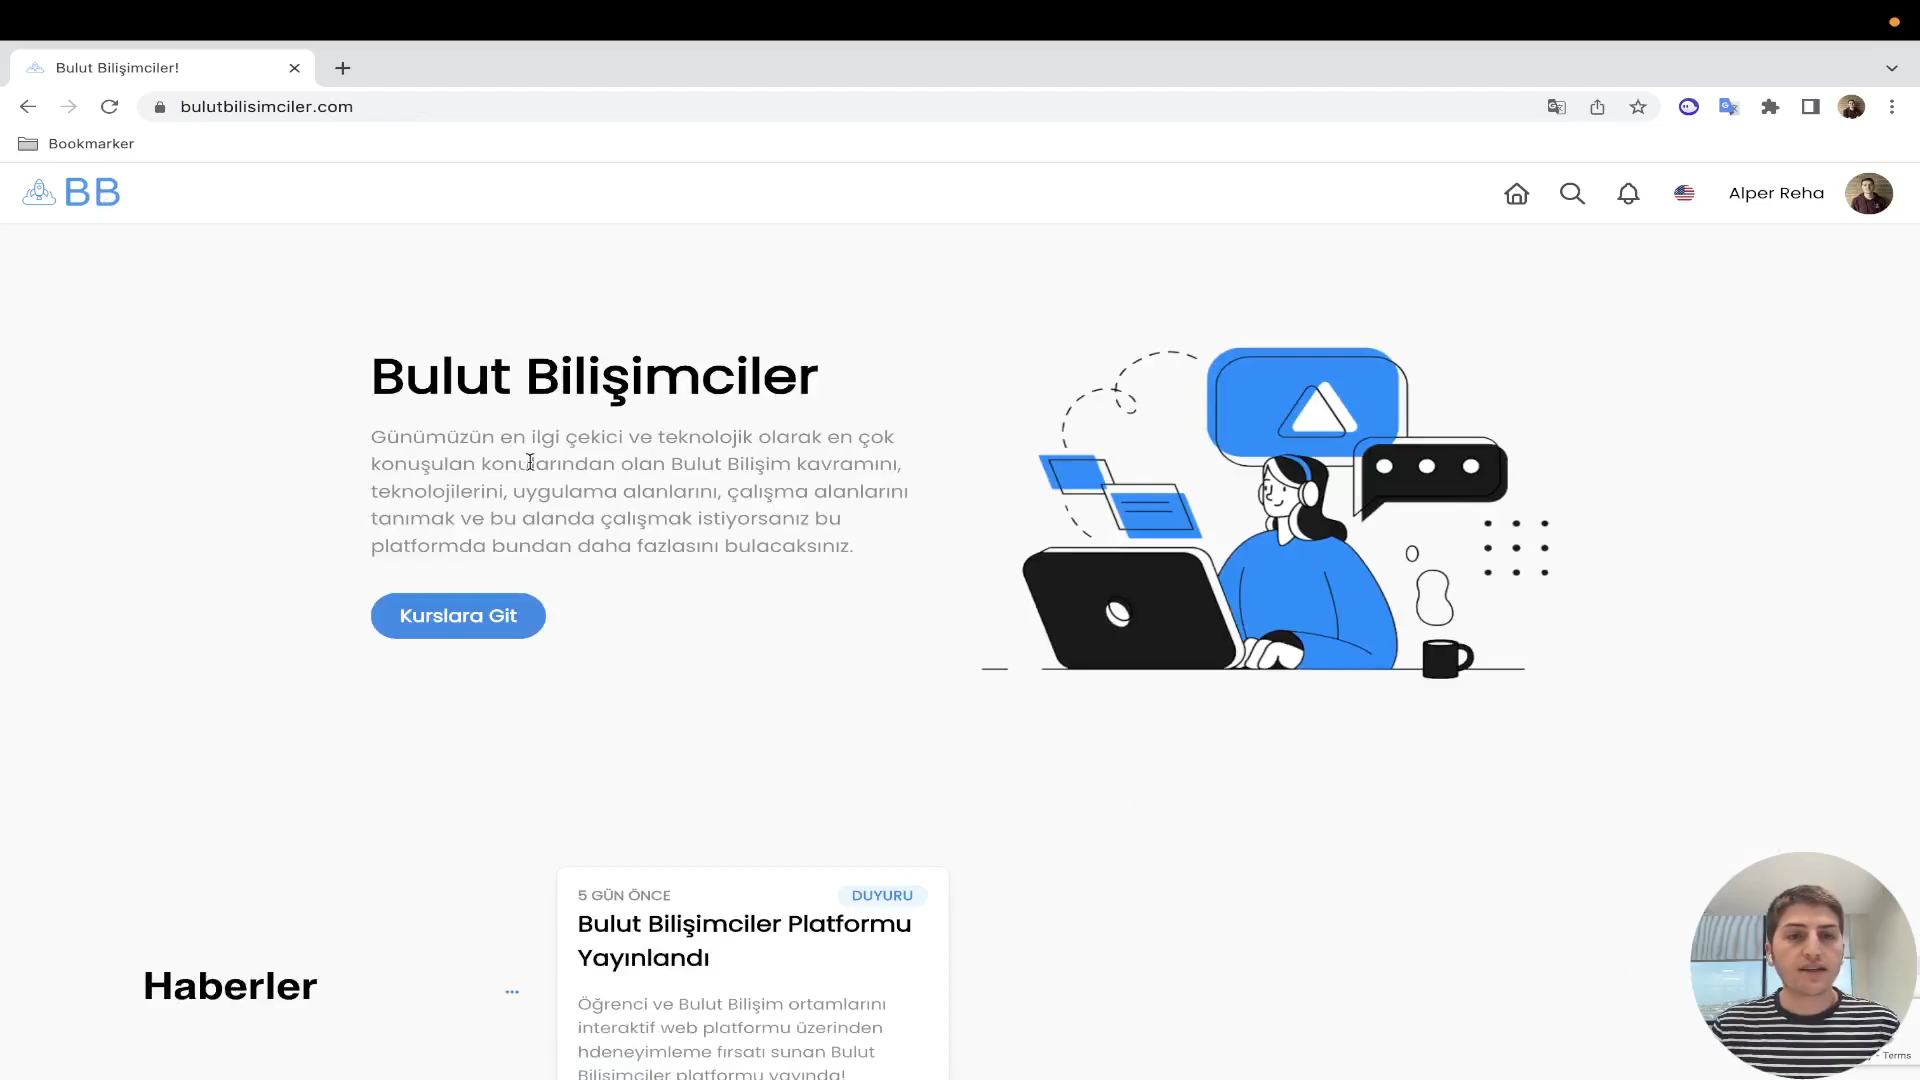 Bulut Bilişimciler!
bulutbilisimciler.com
Bookmarker
BB
Alper Reha
Bulut Bilişimciler
Günümüzün en ilgi çekici ve teknolojik olarak en çok
konuşulan konularından olan Bulut Bilişim kavramını,
teknolojilerini, uygulama alanlarını, çalışma alanlarını
tanımak ve bu alanda çalışmak istiyorsanız bu
platformda bundan daha fazlasını bulacaksınız.
Kurslara Git
Haberler
...
5 GÜN ÖNCE
DUYURU
Bulut Bilişimciler Platformu
Yayınlandı
Öğrenci ve Bulut Bilişim ortamlarını
interaktif web platformu üzerinden
hdeneyimleme fırsatı sunan Bulut
Bilişimciler platformu yayında!
- Terms